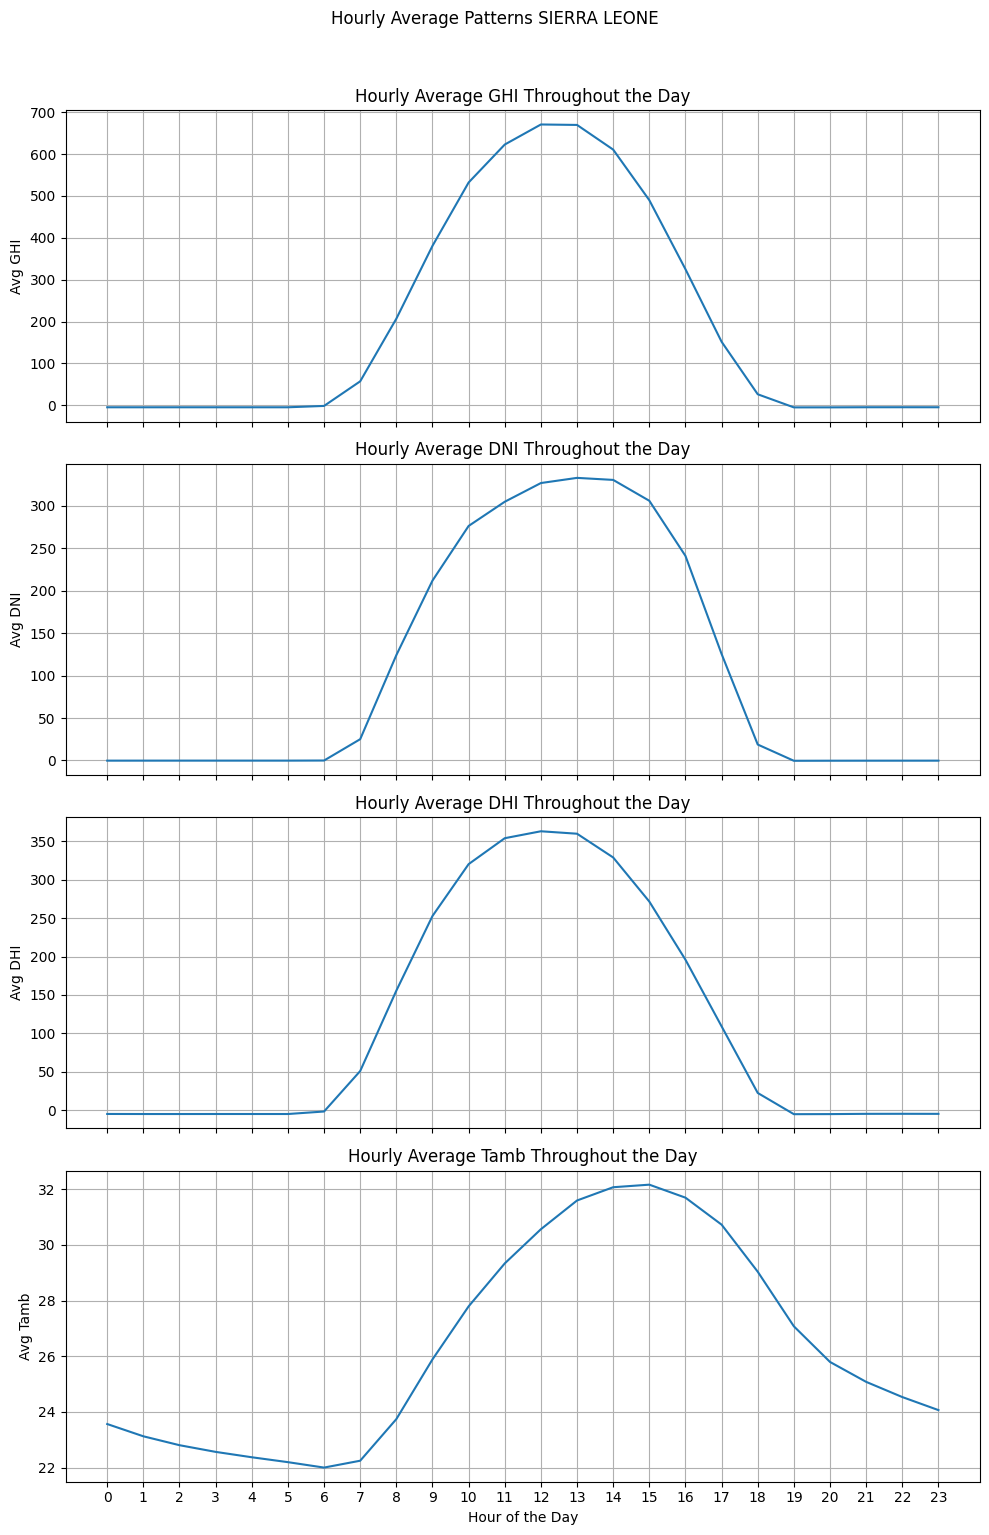 Hourly Average Patterns SIERRA LEONE
Hourly Average GHI Throughout the Day
700
600
500
400
300
200
100
0
Avg GHI
Hourly Average DNI Throughout the Day
300
250
200
150
100
50
0
Avg DNI
Hourly Average DHI Throughout the Day
350
300
250
200
150
100
50
0
Avg DHI
Hourly Average Tamb Throughout the Day
32
30
28
26
24
22
Avg Tamb
0 1 2 3 4 5 6 7 8 9 10 11 12 13 14 15 16 17 18 19 20 21 22 23
Hour of the Day